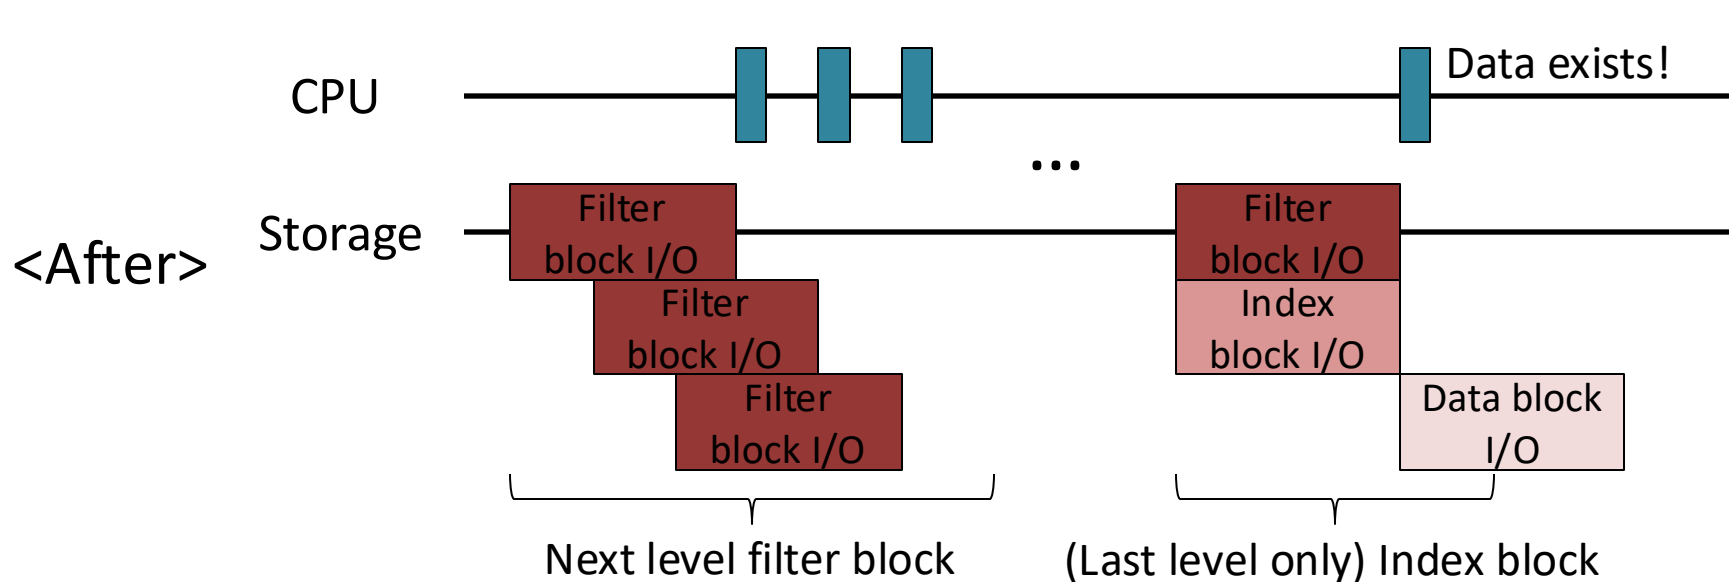 CPU
Data exists!
...
<After>
Storage
Filter
block I/O
Filter
block I/O
Filter
block I/O
Filter
block I/O
Index
block I/O
Data block
I/O
Next level filter block
(Last level only) Index block